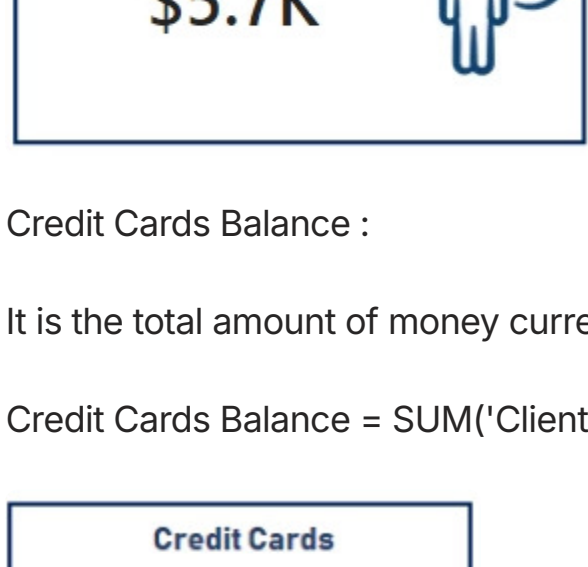 $5.7K
Credit Cards Balance :
It is the total amount of money
Credit Cards Balance = SUM('Client
Credit Cards